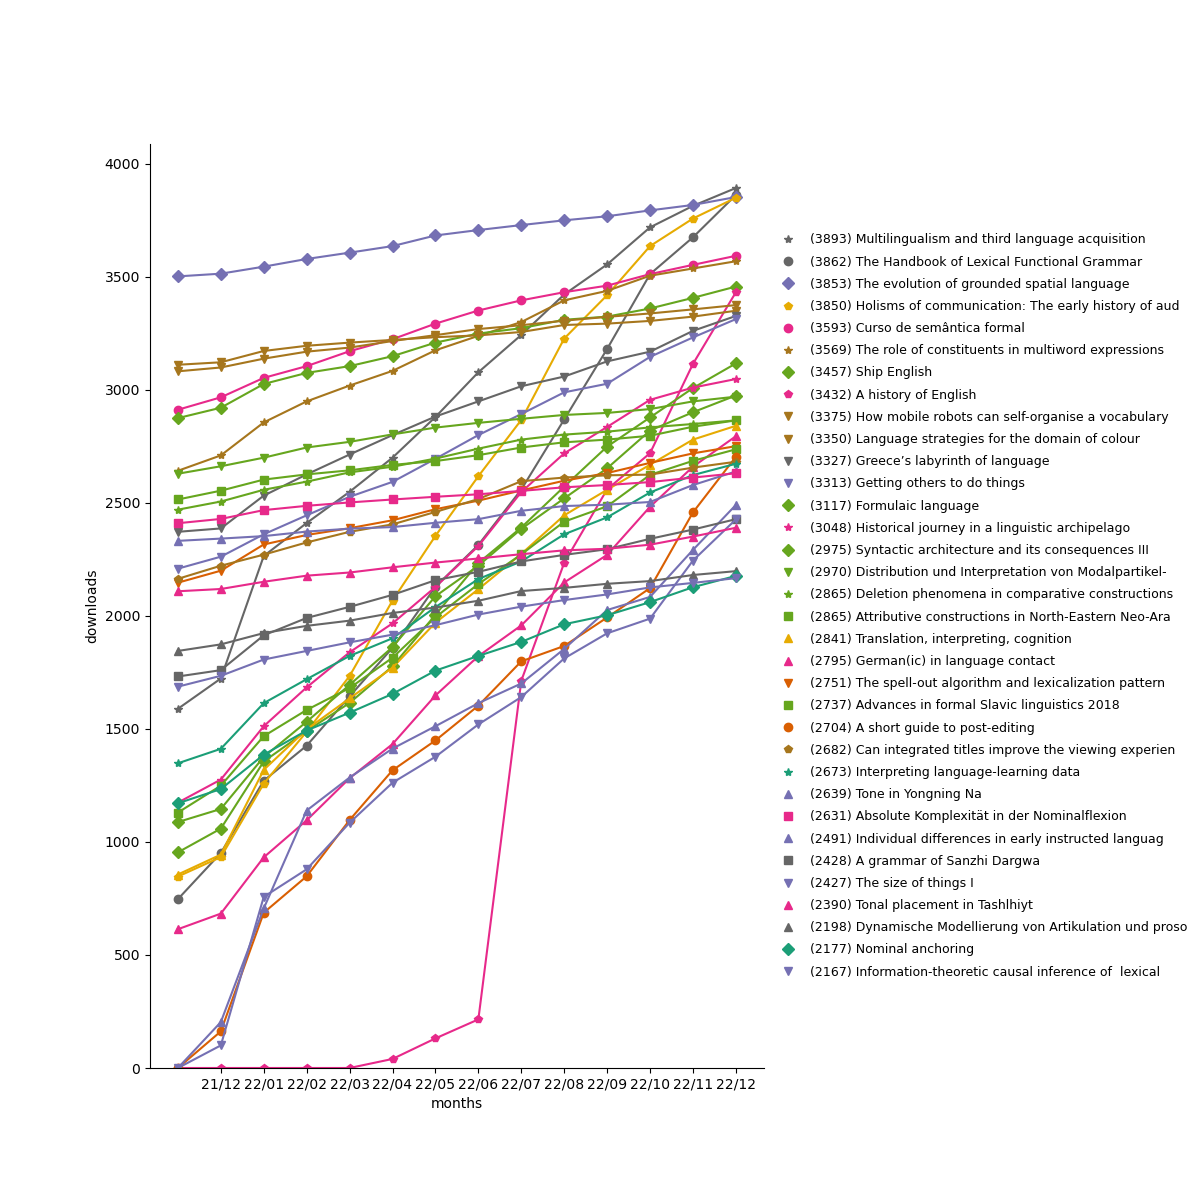 4000
3500
3000
2500
2000
1500
1000
500
0
downloads
21/12 22/01 22/02 22/03 22/04 22/05 22/06 22/07 22/08 22/09 22/10 22/11 22/12
months
(3893) Multilingualism and third language acquisition
(3862) The Handbook of Lexical Functional Grammar
(3853) The evolution of grounded spatial language
(3850) Holisms of communication: The early history of aud
(3593) Curso de semântica formal
(3569) The role of constituents in multiword expressions
(3457) Ship English
(3432) A history of English
(3375) How mobile robots can self-organise a vocabulary
(3350) Language strategies for the domain of colour
(3327) Greece’s labyrinth of language
(3313) Getting others to do things
(3117) Formulaic language
(3048) Historical journey in a linguistic archipelago
(2975) Syntactic architecture and its consequences III
(2970) Distribution und Interpretation von Modalpartikel-
(2865) Deletion phenomena in comparative constructions
(2865) Attributive constructions in North-Eastern Neo-Ara
(2841) Translation, interpreting, cognition
(2795) German(ic) in language contact
(2751) The spell-out algorithm and lexicalization pattern
(2737) Advances in formal Slavic linguistics 2018
(2704) A short guide to post-editing
(2682) Can integrated titles improve the viewing experien
(2673) Interpreting language-learning data
(2639) Tone in Yongning Na
(2631) Absolute Komplexität in der Nominalflexion
(2491) Individual differences in early instructed languag
(2428) A grammar of Sanzhi Dargwa
(2427) The size of things I
(2390) Tonal placement in Tashlhiyt
(2198) Dynamische Modellierung von Artikulation und proso
(2177) Nominal anchoring
(2167) Information-theoretic causal inference of  lexical